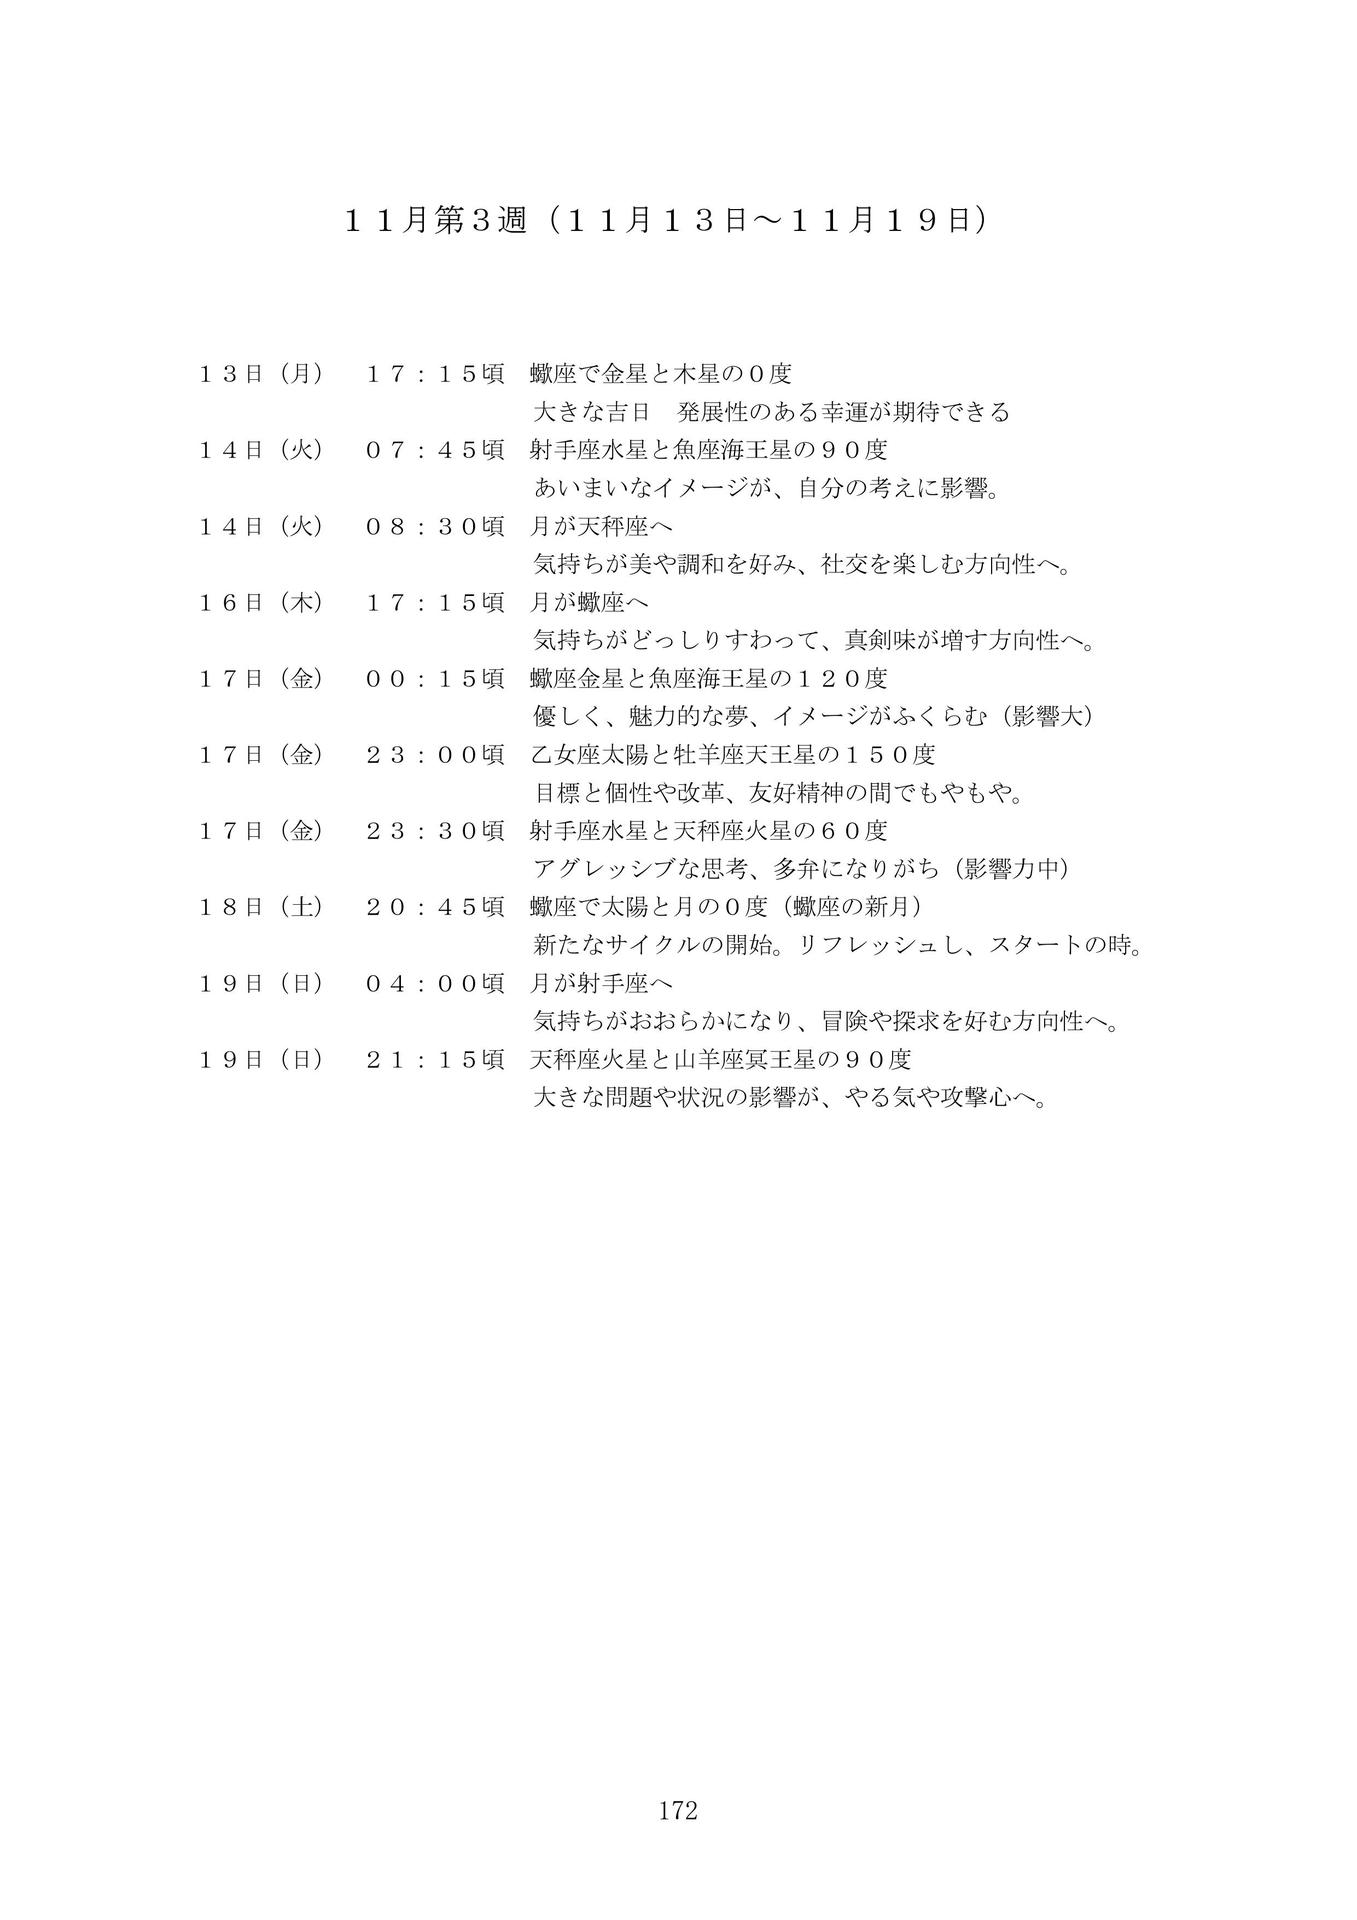 １１月第３週（１１月１３日～１１月１９日）
１３日（月）　１７：１５頃　蠍座で金星と木星の０度
大きな吉日　発展性のある幸運が期待できる
１４日（火）　０７：４５頃　射手座水星と魚座海王星の９０度
あいまいなイメージが、自分の考えに影響。
１４日（火）　０８：３０頃　月が天秤座へ
気持ちが美や調和を好み、社交を楽しむ方向性へ。
１６日（木）　１７：１５頃　月が蠍座へ
気持ちがどっしりすわって、真剣味が増す方向性へ。
１７日（金）　００：１５頃　蠍座金星と魚座海王星の１２０度
優しく、魅力的な夢、イメージがふくらむ（影響大）
１７日（金）　２３：００頃　乙女座太陽と牡羊座天王星の１５０度
目標と個性や改革、友好精神の間でもやもや。
１７日（金）　２３：３０頃　射手座水星と天秤座火星の６０度
アグレッシブな思考、多弁になりがち（影響力中）
１８日（土）　２０：４５頃　蠍座で太陽と月の０度（蠍座の新月）
新たなサイクルの開始。リフレッシュし、スタートの時。
１９日（日）　０４：００頃　月が射手座へ
気持ちがおおらかになり、冒険や探求を好む方向性へ。
１９日（日）　２１：１５頃　天秤座火星と山羊座冥王星の９０度
大きな問題や状況の影響が、やる気や攻撃心へ。
172